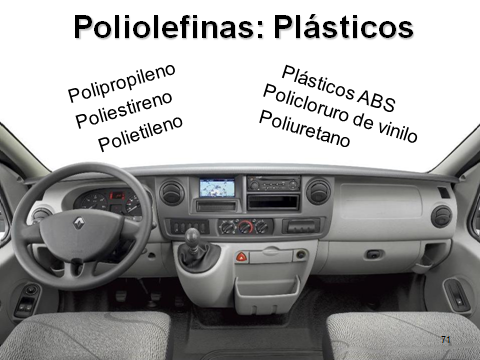 Poliolefinas: Plásticos
Polipropileno
Poliestireno
Polietileno
Plásticos ABS
Policloruro de vinilo
Poliuretano
71